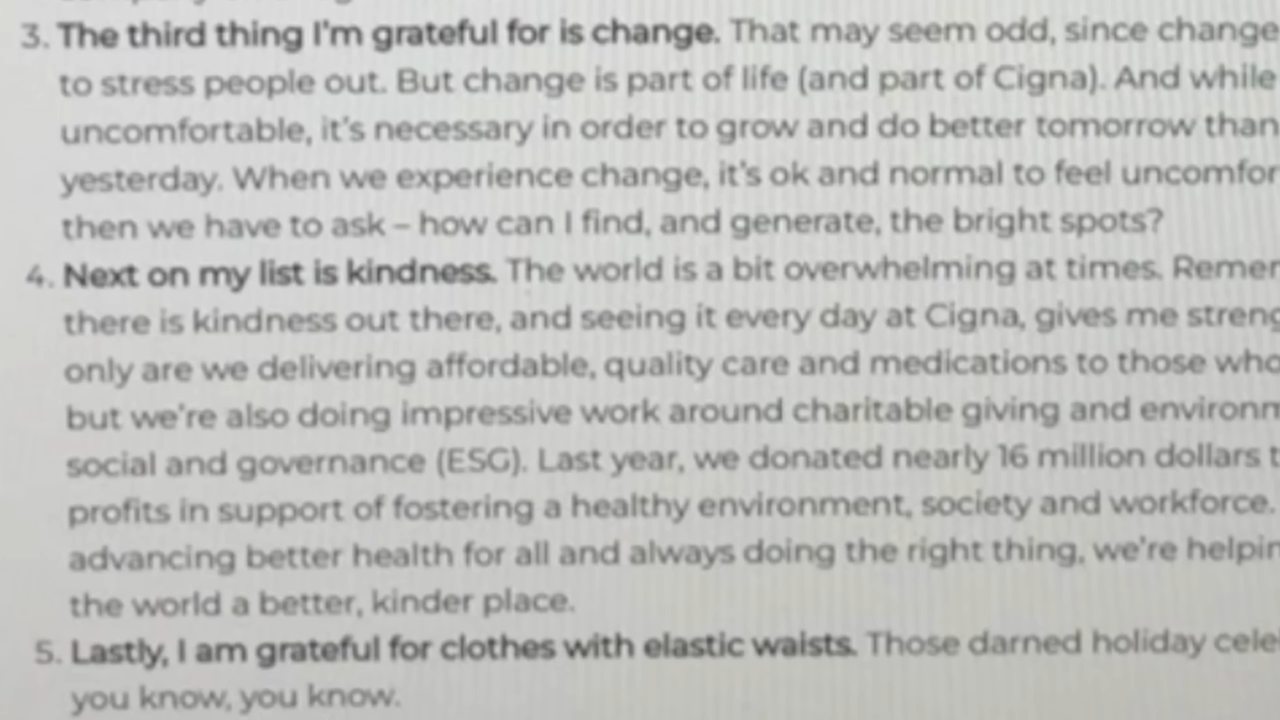 3. The third thing I'm grateful for is change. That may seem odd, since change
to stress people out. But change is part of life (and part of Cigna). And while
uncomfortable, it's necessary in order to grow and do better tomorrow than
yesterday. When we experience change, it's ok and normal to feel uncomfor
then we have to ask – how can I find, and generate, the bright spots?
4. Next on my list is kindness. The world is a bit overwhelming at times. Remem
there is kindness out there, and seeing it every day at Cigna, gives me streng
only are we delivering affordable, quality care and medications to those who
but we're also doing impressive work around charitable giving and environm
social and governance (ESG). Last year, we donated nearly 16 million dollars t
profits in support of fostering a healthy environment, society and workforce.
advancing better health for all and always doing the right thing, we're helpin
the world a better, kinder place.
5. Lastly, I am grateful for clothes with elastic waists. Those darned holiday cele
you know, you know.